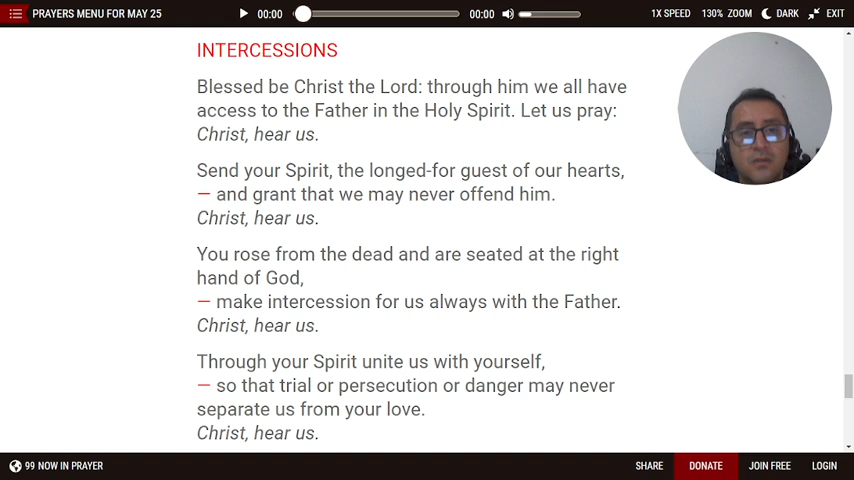 PRAYERS MENU FOR MAY 25 00:00 00:00 1X SPEED 130% ZOOM DARK EXIT
INTERCESSIONS
Blessed be Christ the Lord: through him we all have
access to the Father in the Holy Spirit. Let us pray:
Christ, hear us.
Send your Spirit, the longed-for guest of our hearts,
— and grant that we may never offend him.
Christ, hear us.
You rose from the dead and are seated at the right
hand of God,
— make intercession for us always with the Father.
Christ, hear us.
Through your Spirit unite us with yourself,
— so that trial or persecution or danger may never
separate us from your love.
Christ, hear us.
99 NOW IN PRAYER SHARE DONATE JOIN FREE LOGIN